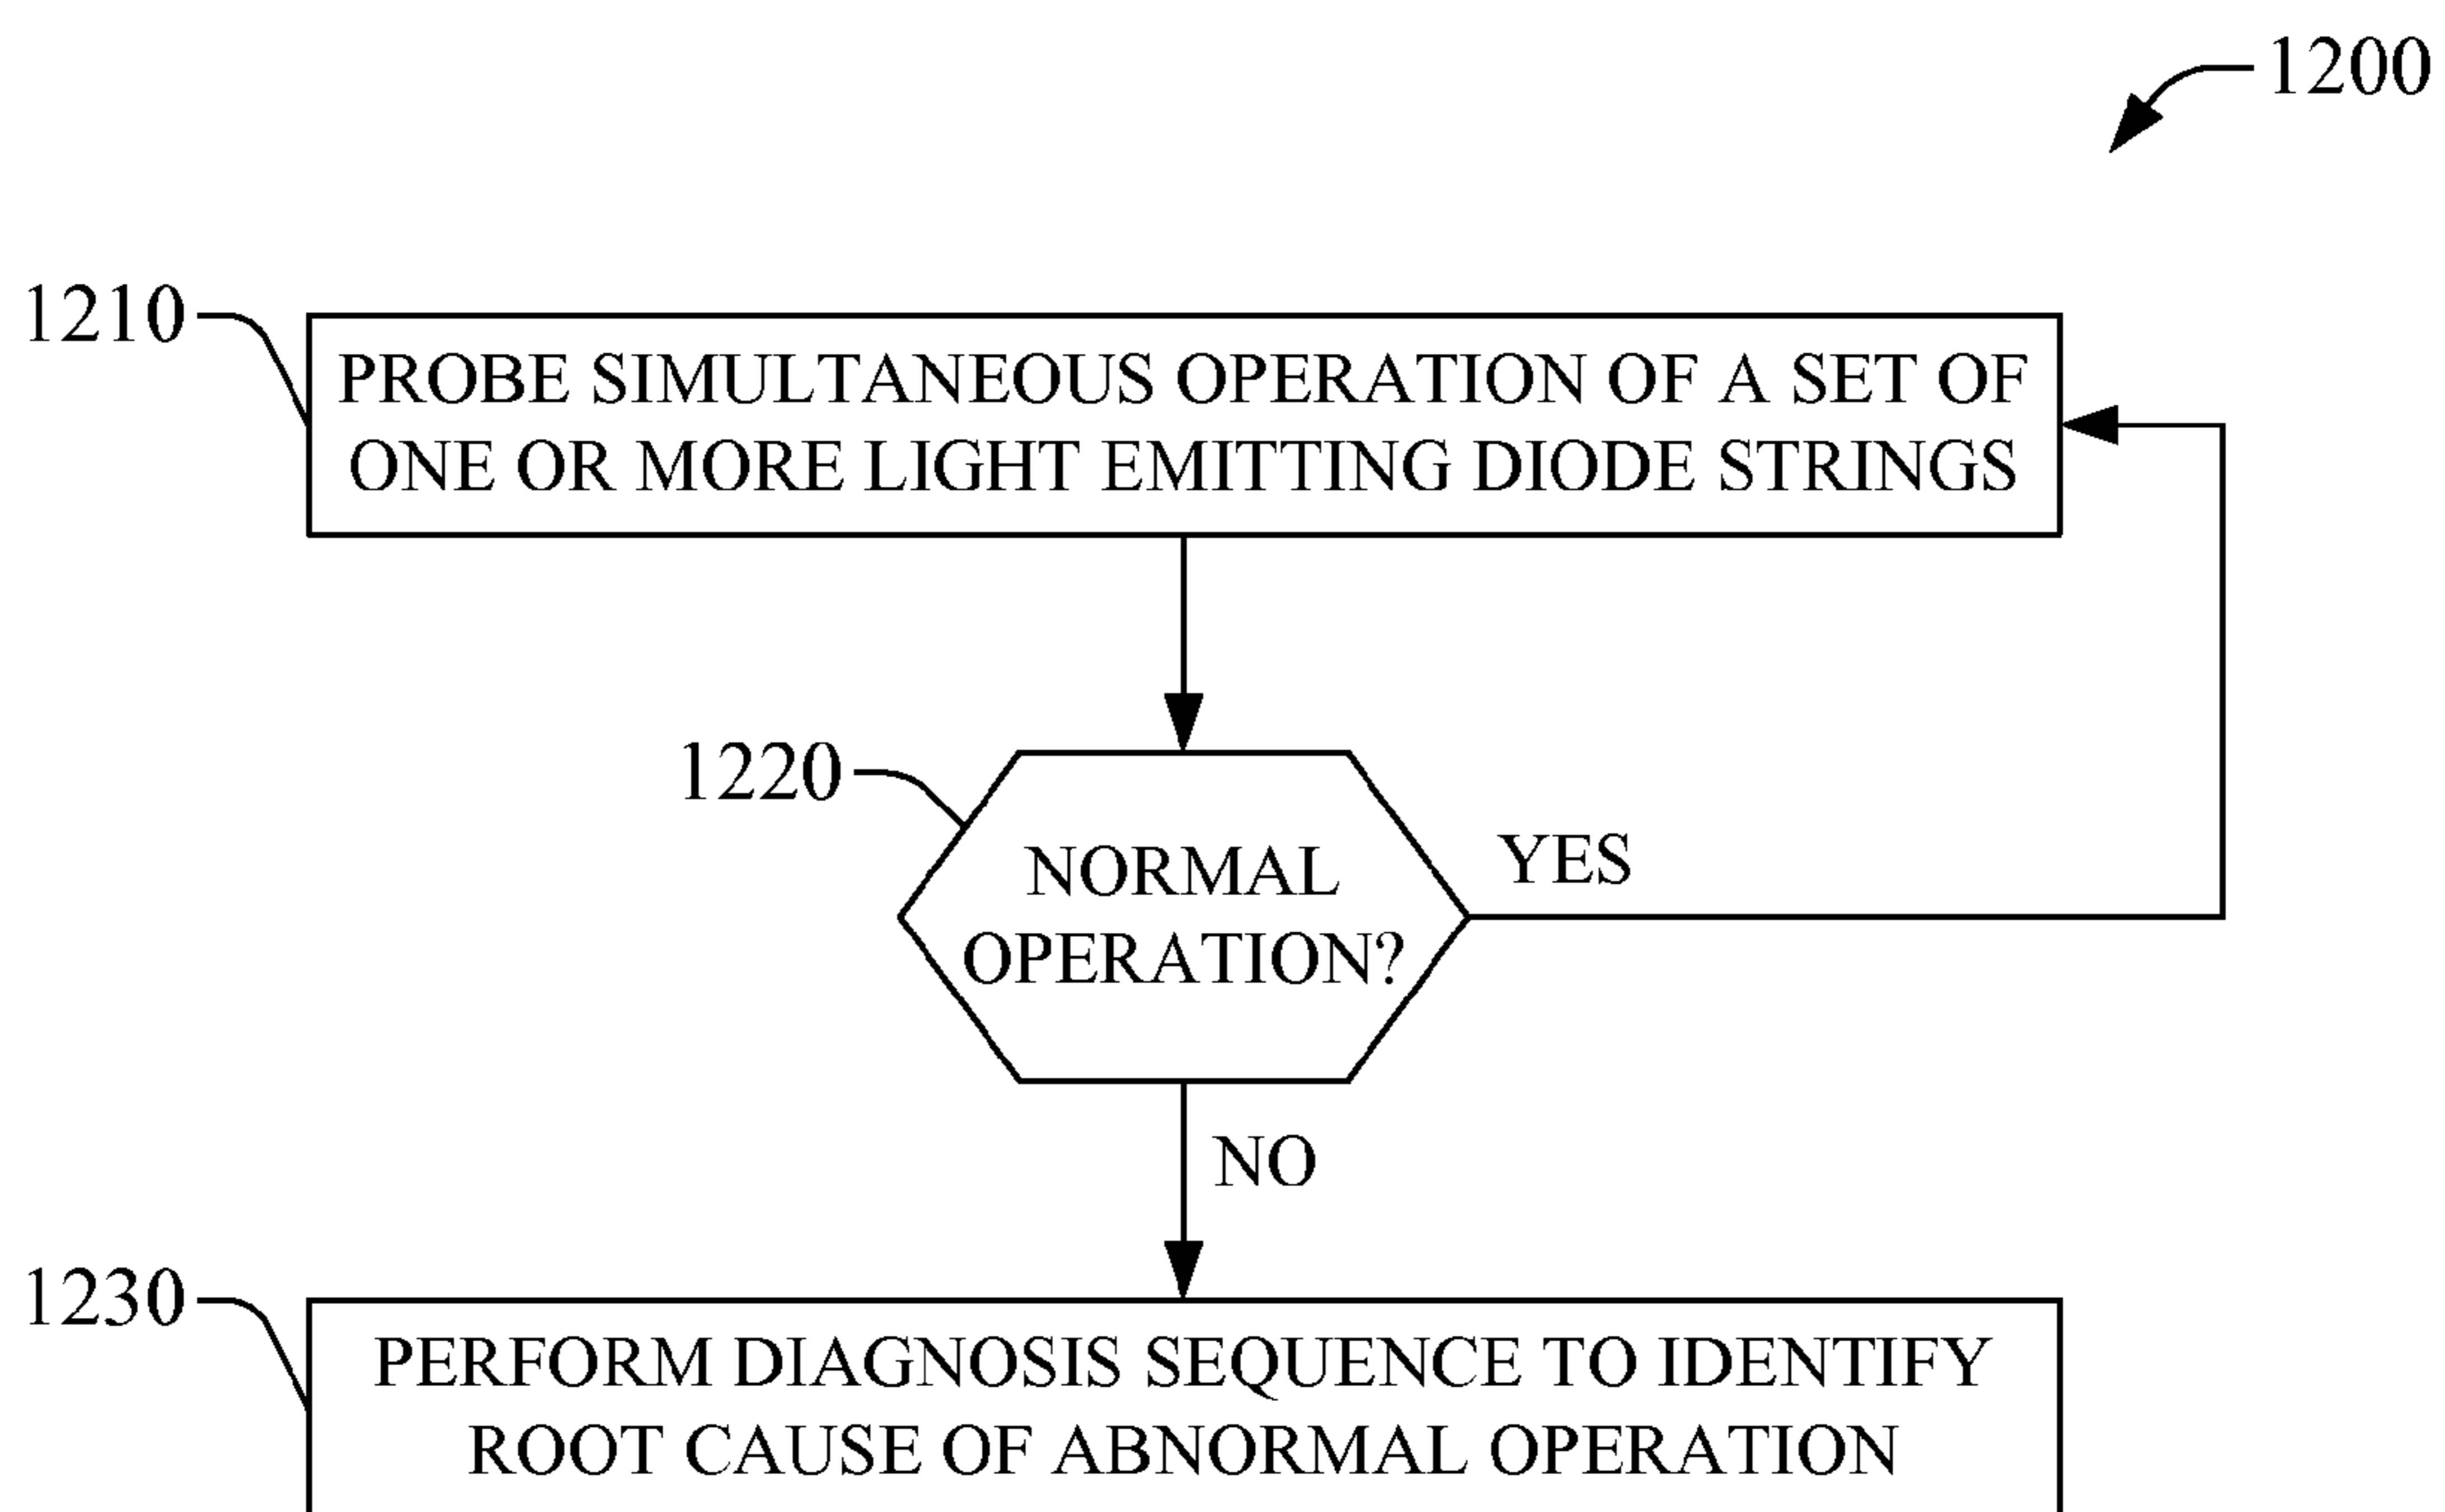 1200
1210
PROBE SIMULTANEOUS OPERATION OF A SET OF
ONE OR MORE LIGHT EMITTING DIODE STRINGS
1220
NORMAL
OPERATION?
YES
NO
1230
PERFORM DIAGNOSIS SEQUENCE TO IDENTIFY
ROOT CAUSE OF ABNORMAL OPERATION